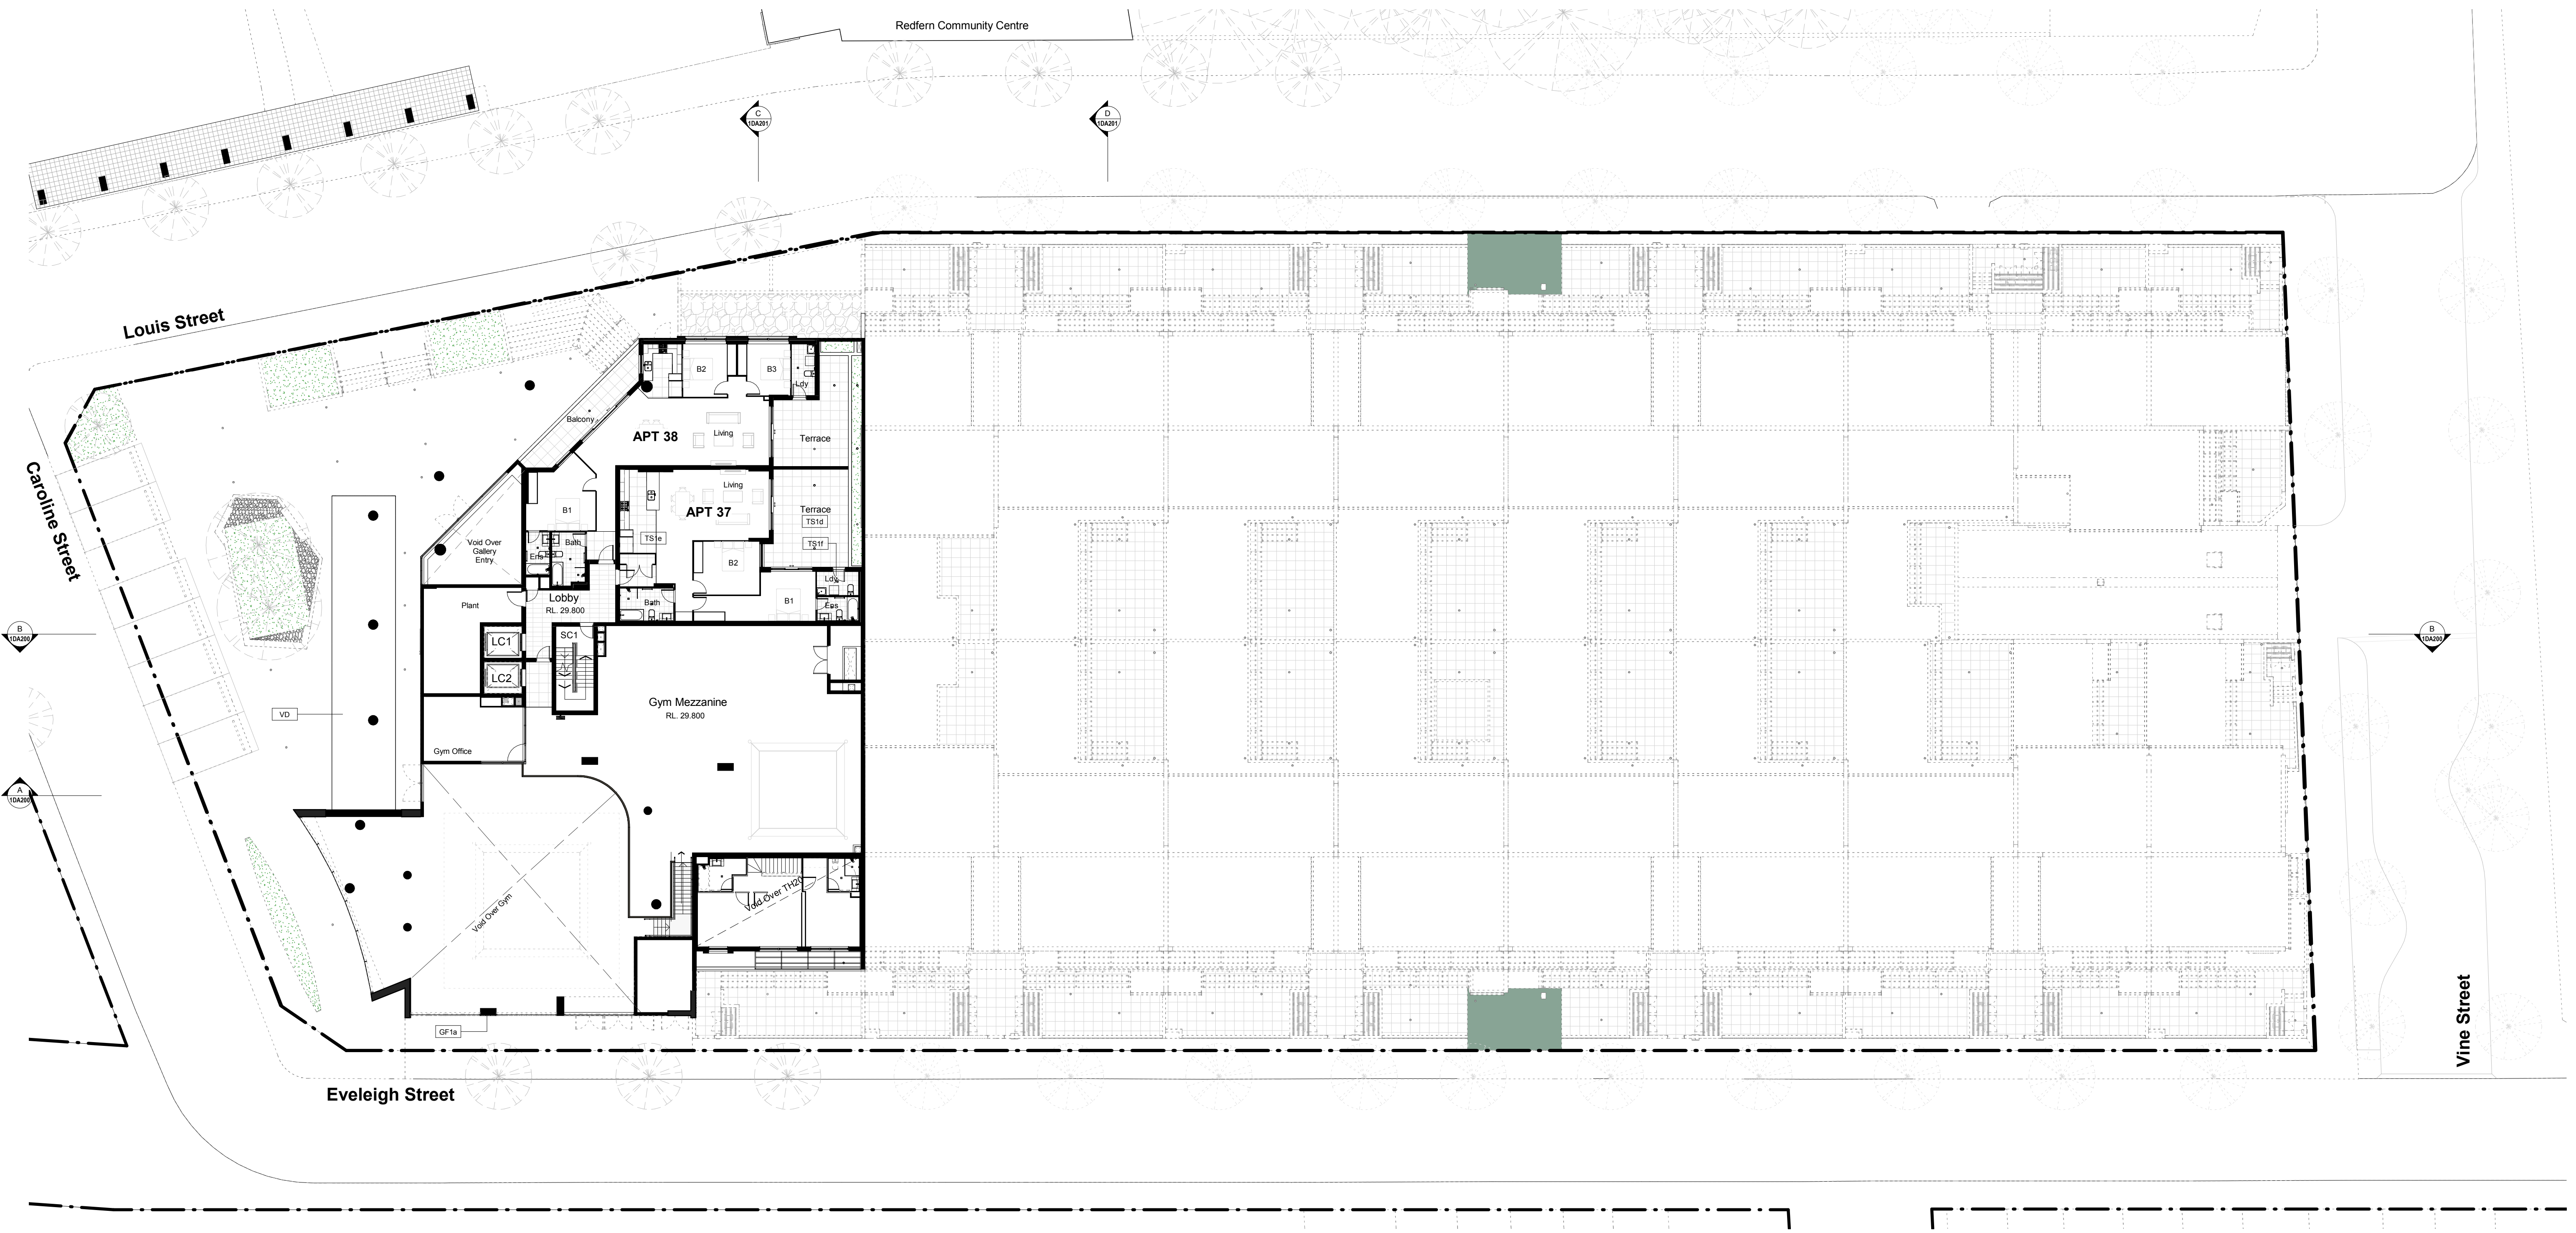 Redfern Community Centre
C
1DA201
D
1DA201
Louis Street
B2
B3
Ldy
Balcony
APT 38
Living
Terrace
Caroline Street
Living
B1
APT 37
Terrace
TS1d
TS1e
TS1f
Void Over
Gallery
Entry
Ens
Bath
B2
Ldy
Lobby
RL. 29.800
Plant
Bath
B1
Ens
B
1DA200
LC1
SC1
B
1DA200
LC2
Gym Mezzanine
RL. 29.800
VD
Gym Office
A
1DA200
Void Over TH20
Void Over Gym
GF1a
Vine Street
Eveleigh Street